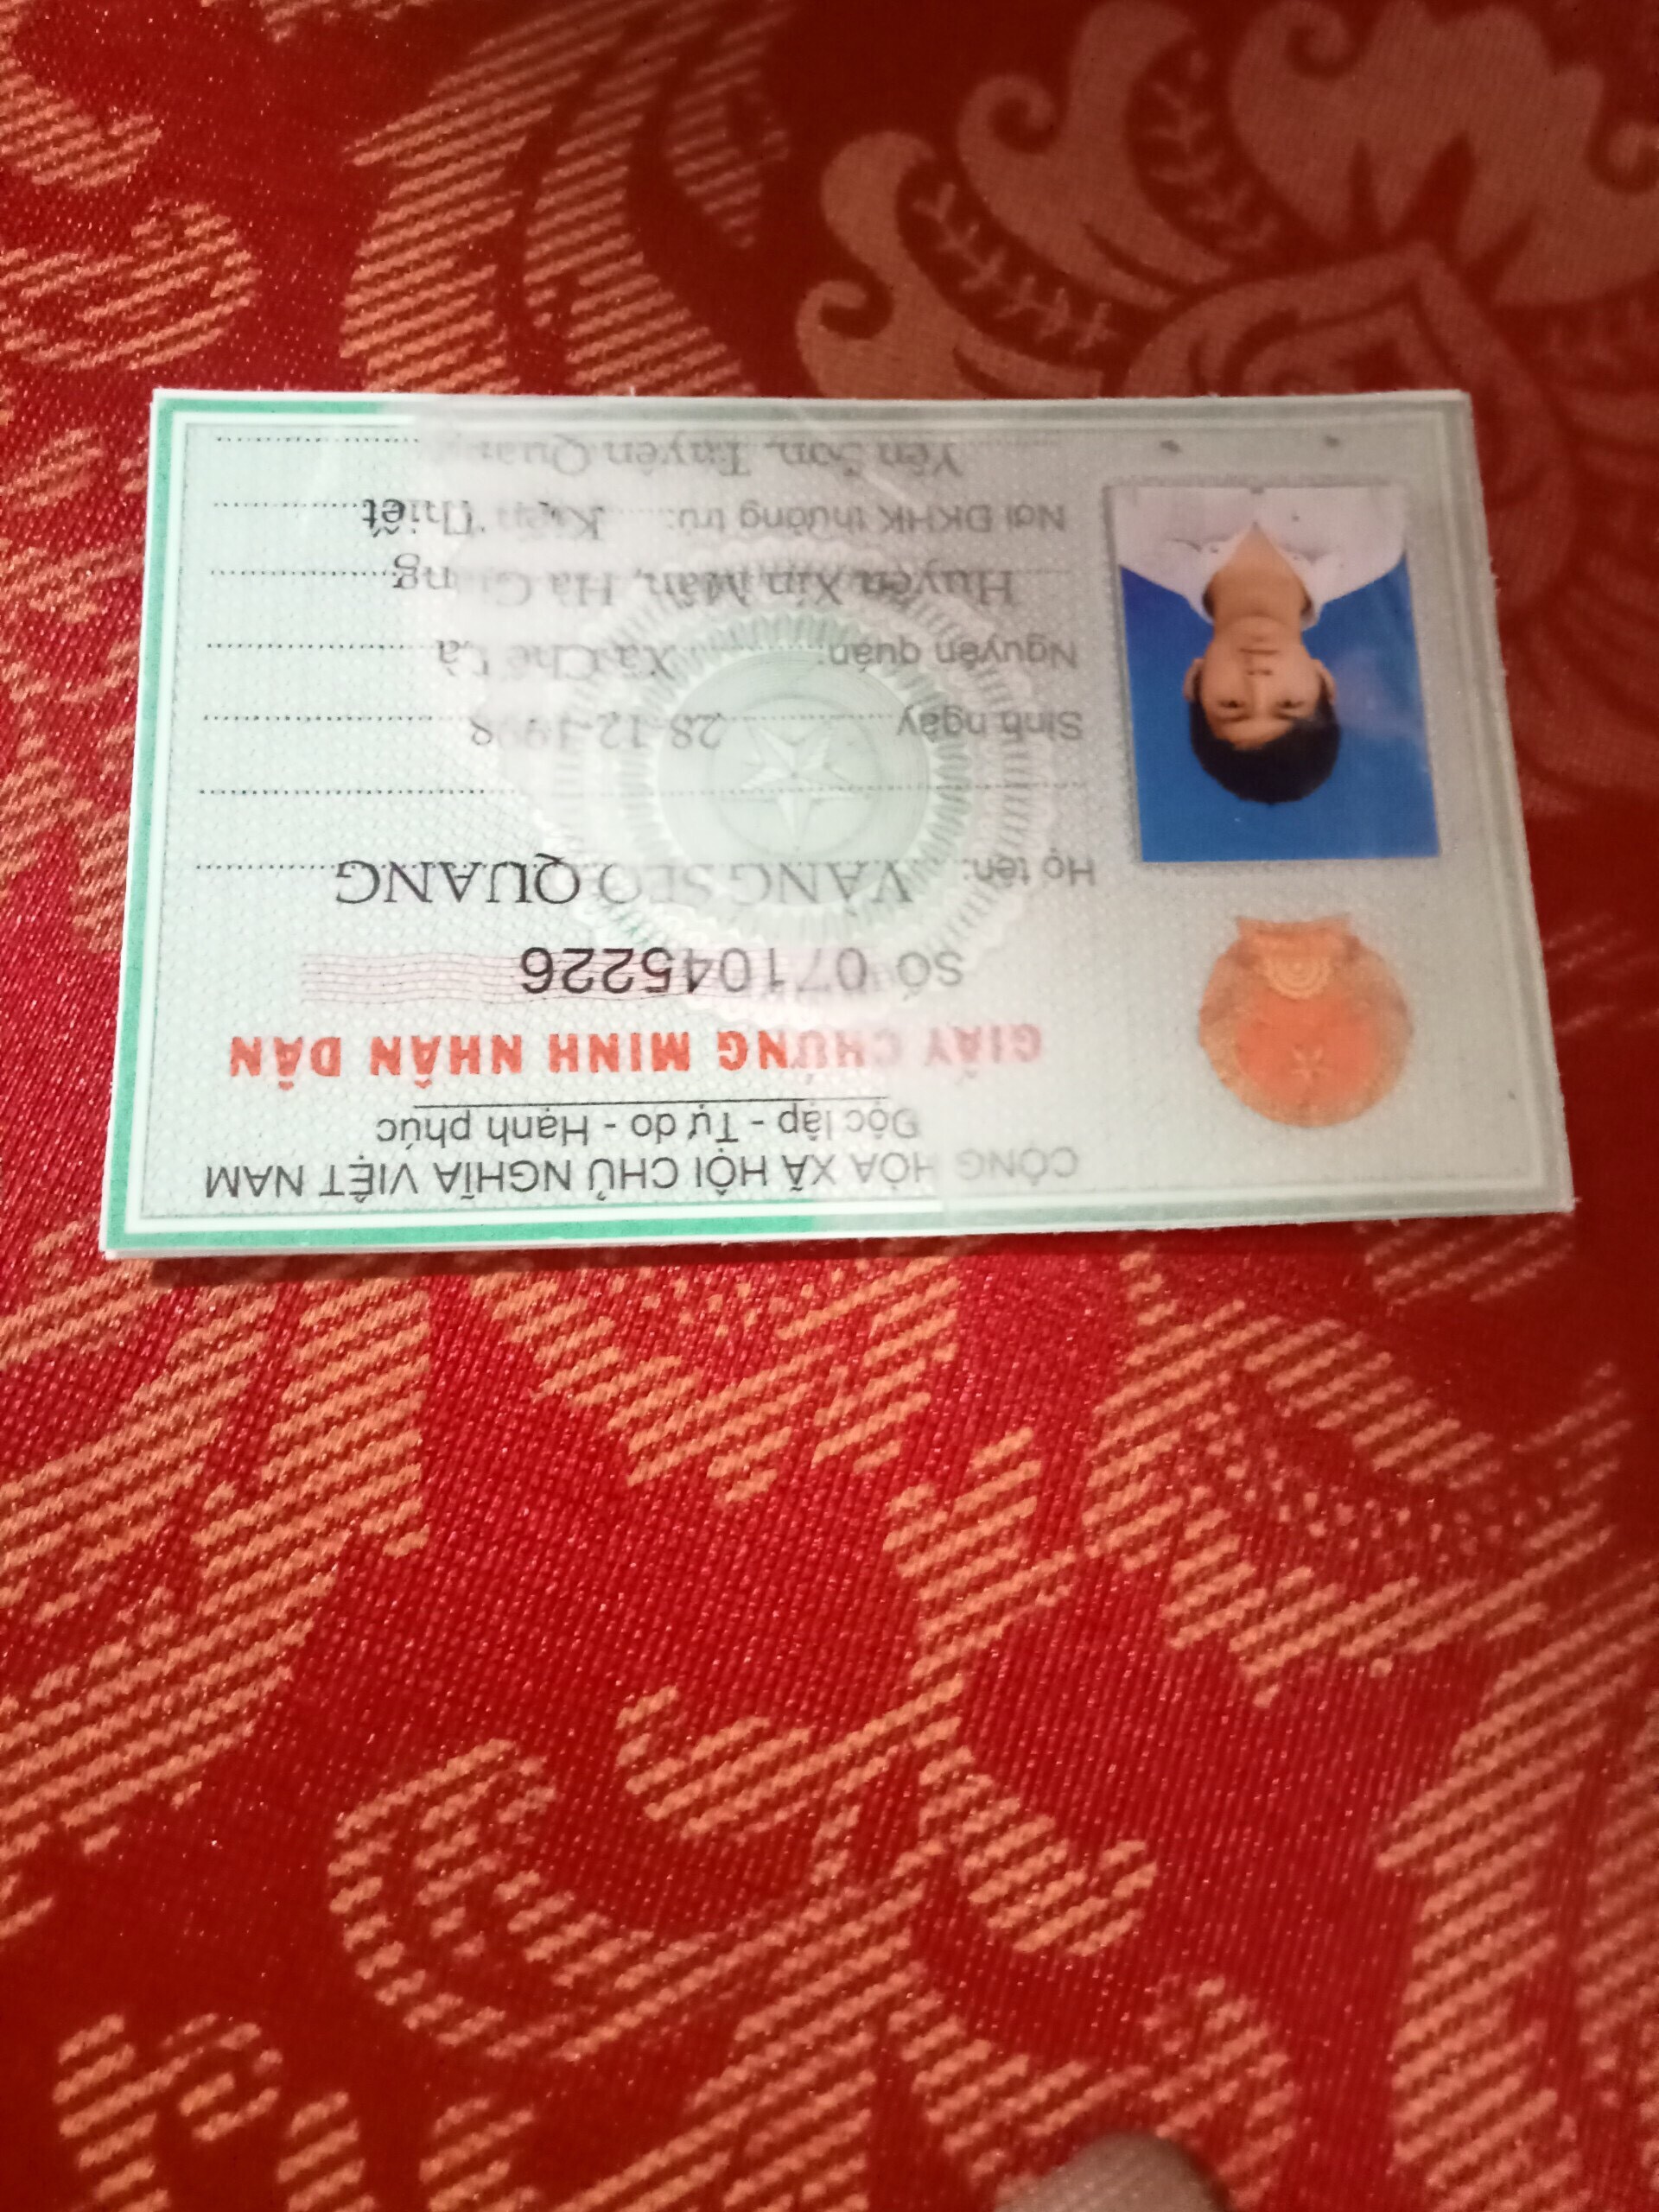 CỘNG HÒA XÃ HỘI CHỦ NGHĨA VIỆT NAM
Độc lập - Tự do - Hạnh phúc
GIẤY CHỨNG MINH NHÂN DÂN
SỐ 071045226
Họ tên: VÀNG SEO QUANG
Sinh ngày 28-12-1998
Nguyên quán: Xã Chế Là
Huyện Xín Mần, Hà Giang
Nơi ĐKHK thường trú: Kiến Thiết
Yên Sơn, Tuyên Quang